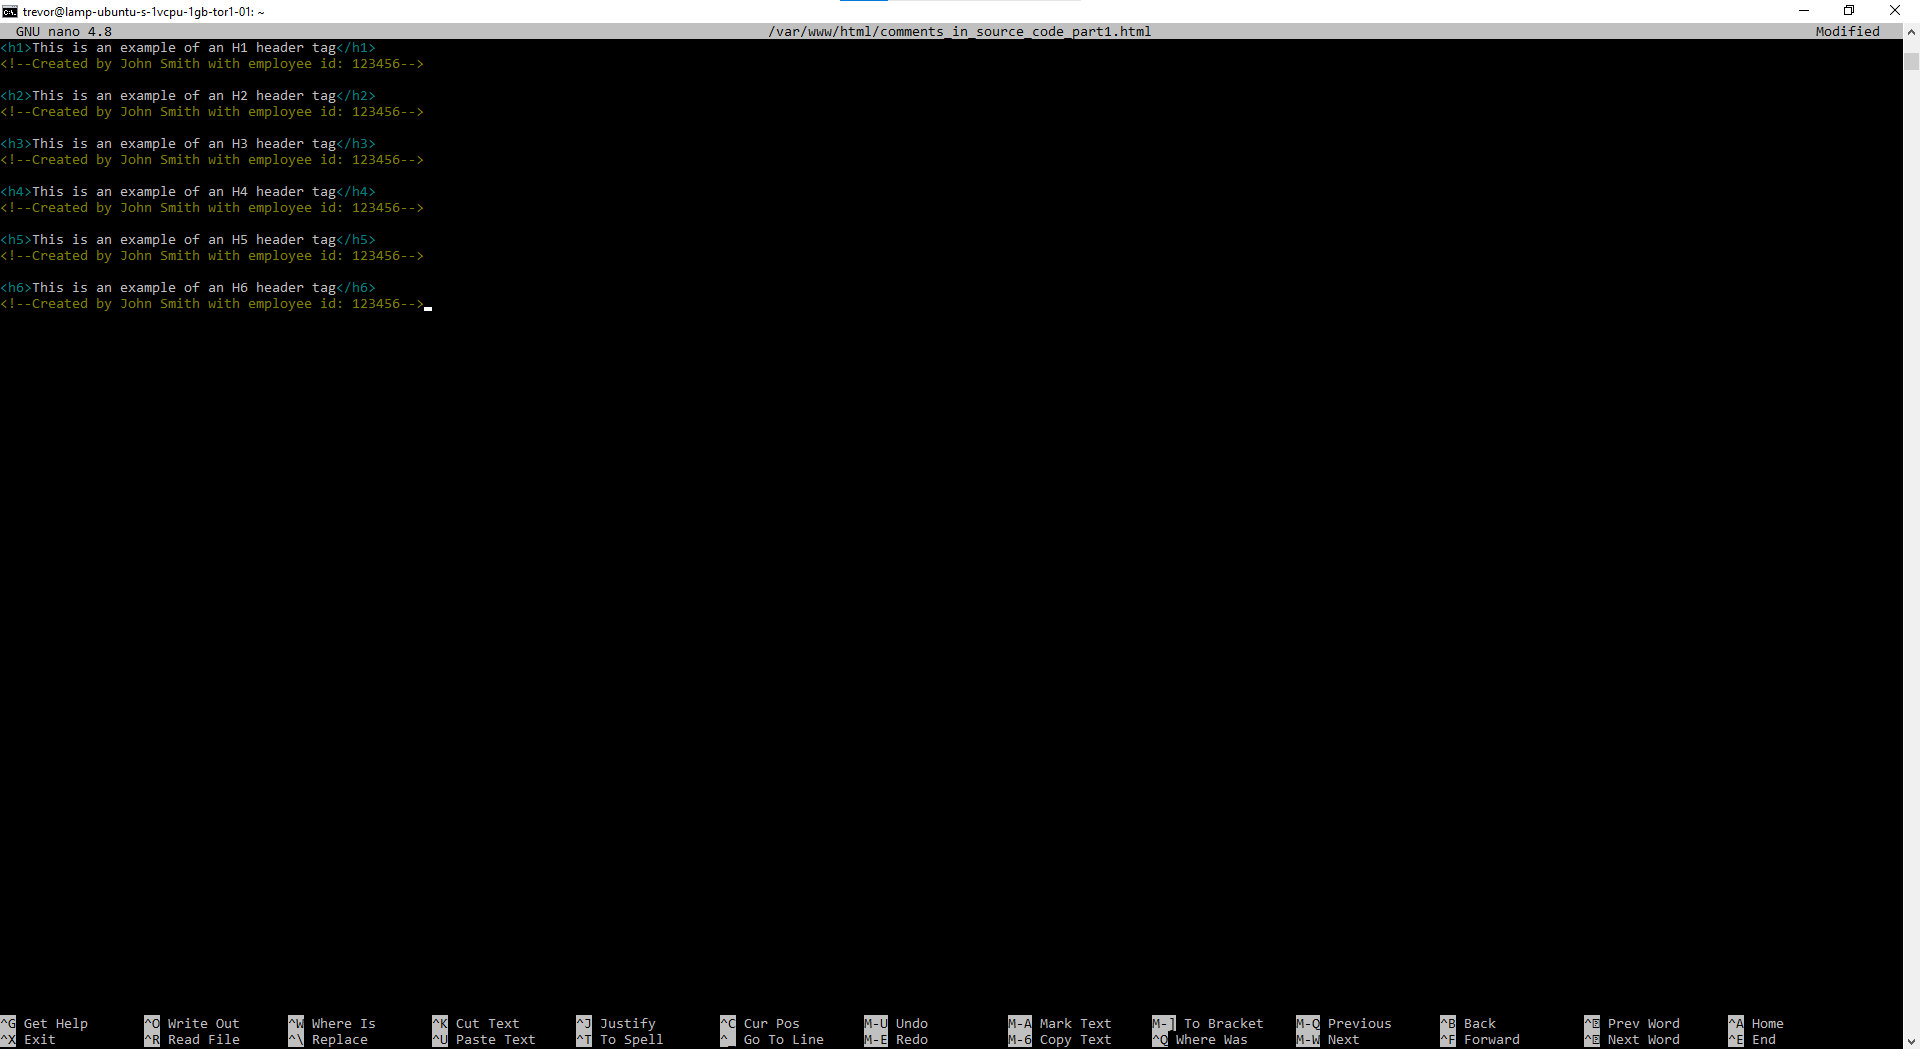 trevor@lamp-ubuntu-s-1vcpu-1gb-tor1-01: ~
GNU nano 4.8 /var/www/html/comments_in_source_code_part1.html Modified
<h1>This is an example of an H1 header tag</h1>
<!--Created by John Smith with employee id: 123456-->
<h2>This is an example of an H2 header tag</h2>
<!--Created by John Smith with employee id: 123456-->
<h3>This is an example of an H3 header tag</h3>
<!--Created by John Smith with employee id: 123456-->
<h4>This is an example of an H4 header tag</h4>
<!--Created by John Smith with employee id: 123456-->
<h5>This is an example of an H5 header tag</h5>
<!--Created by John Smith with employee id: 123456-->
<h6>This is an example of an H6 header tag</h6>
<!--Created by John Smith with employee id: 123456-->
^G Get Help ^O Write Out ^W Where Is ^K Cut Text ^J Justify ^C Cur Pos M-U Undo M-A Mark Text M-] To Bracket M-Q Previous ^B Back ^ Prev Word ^A Home
^X Exit ^R Read File ^\ Replace ^U Paste Text ^T To Spell ^_ Go To Line M-E Redo M-6 Copy Text ^Q Where Was M-W Next ^F Forward ^ Next Word ^E End